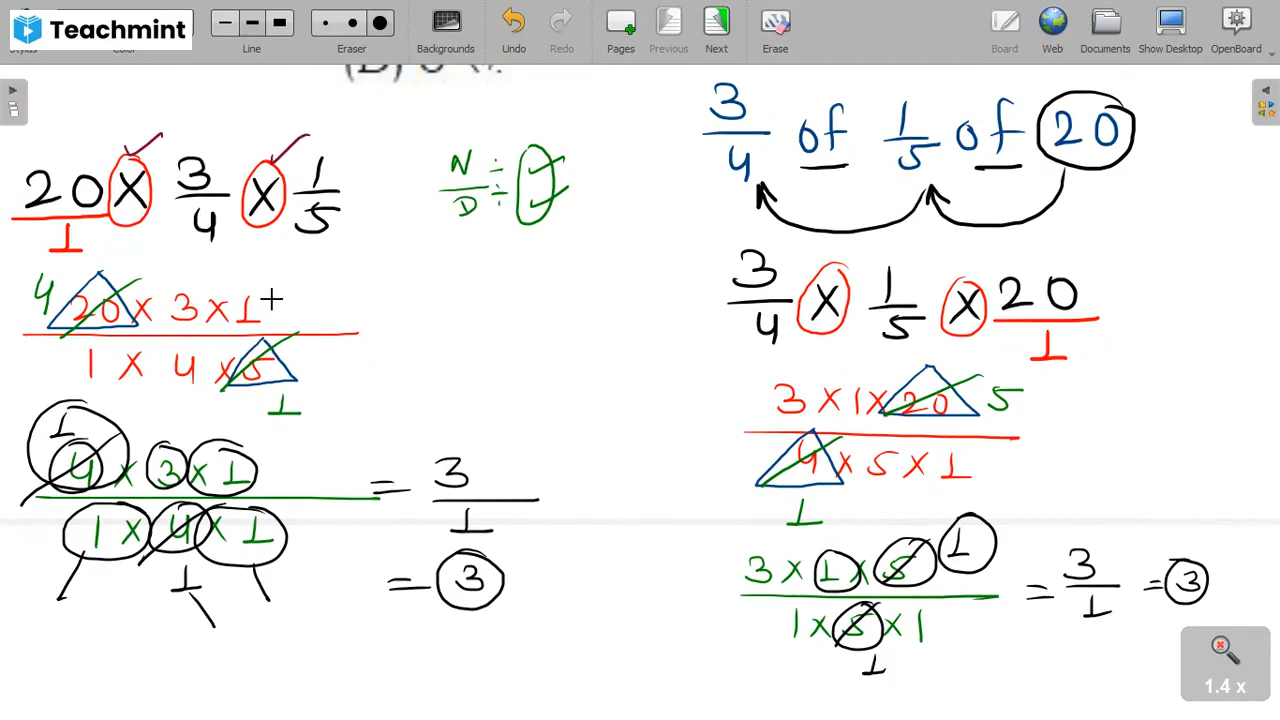 Teachmint
Styles Color Line Eraser Backgrounds Undo Redo Pages Previous Next Erase Board Web Documents Show Desktop OpenBoard
20 × 3/4 × 1/5
1
N ÷
D ÷
4 20 × 3 × 1
1 × 4 × 5
1
1
4 × 3 × 1
1 × 4 × 1
1
= 3/1
= 3
3/4 of 1/5 of 20
3/4 × 1/5 × 20/1
3 × 1 × 20 5
4 × 5 × 1
1
3 × 1 × 5 1
1 × 5 × 1
1
= 3/1 = 3
1.4 x